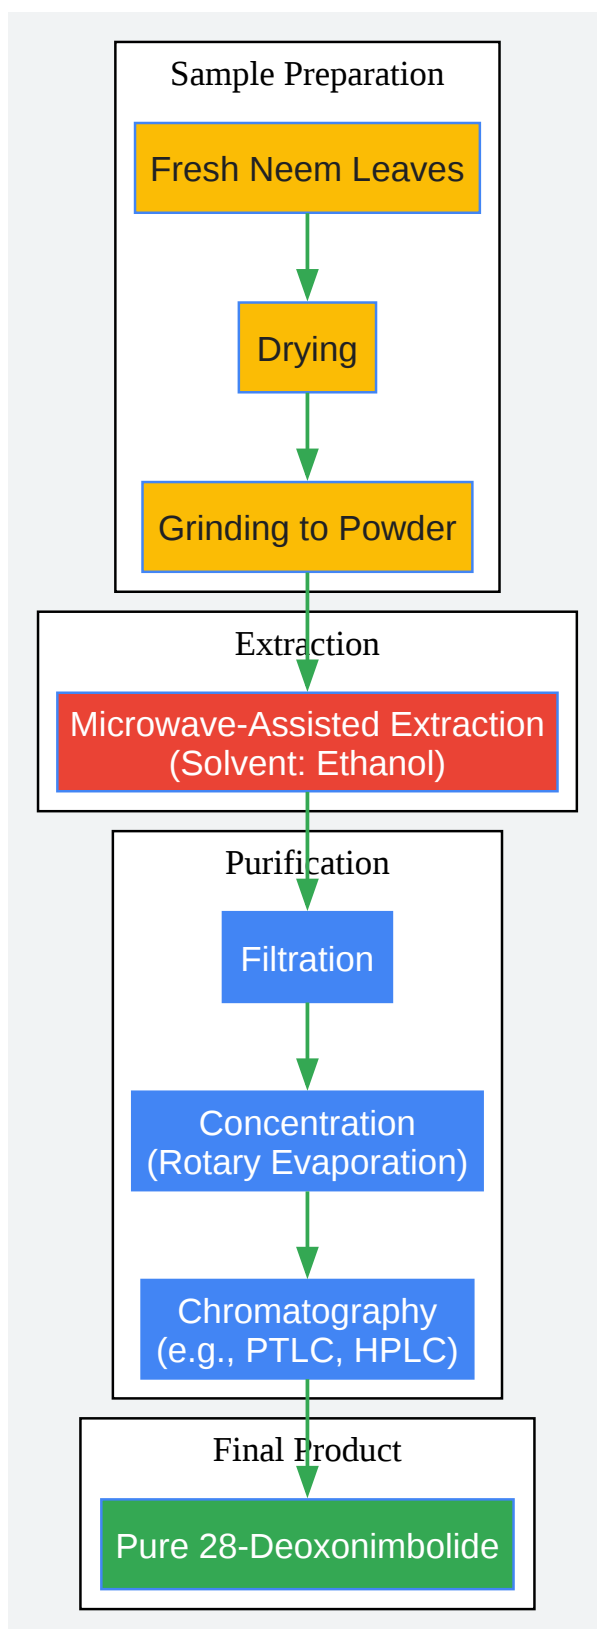 Sample Preparation
Fresh Neem Leaves
Drying
Grinding to Powder
Extraction
Microwave-Assisted Extraction
(Solvent: Ethanol)
Purification
Filtration
Concentration
(Rotary Evaporation)
Chromatography
(e.g., PTLC, HPLC)
Final Product
Pure 28-Deoxonimbolide